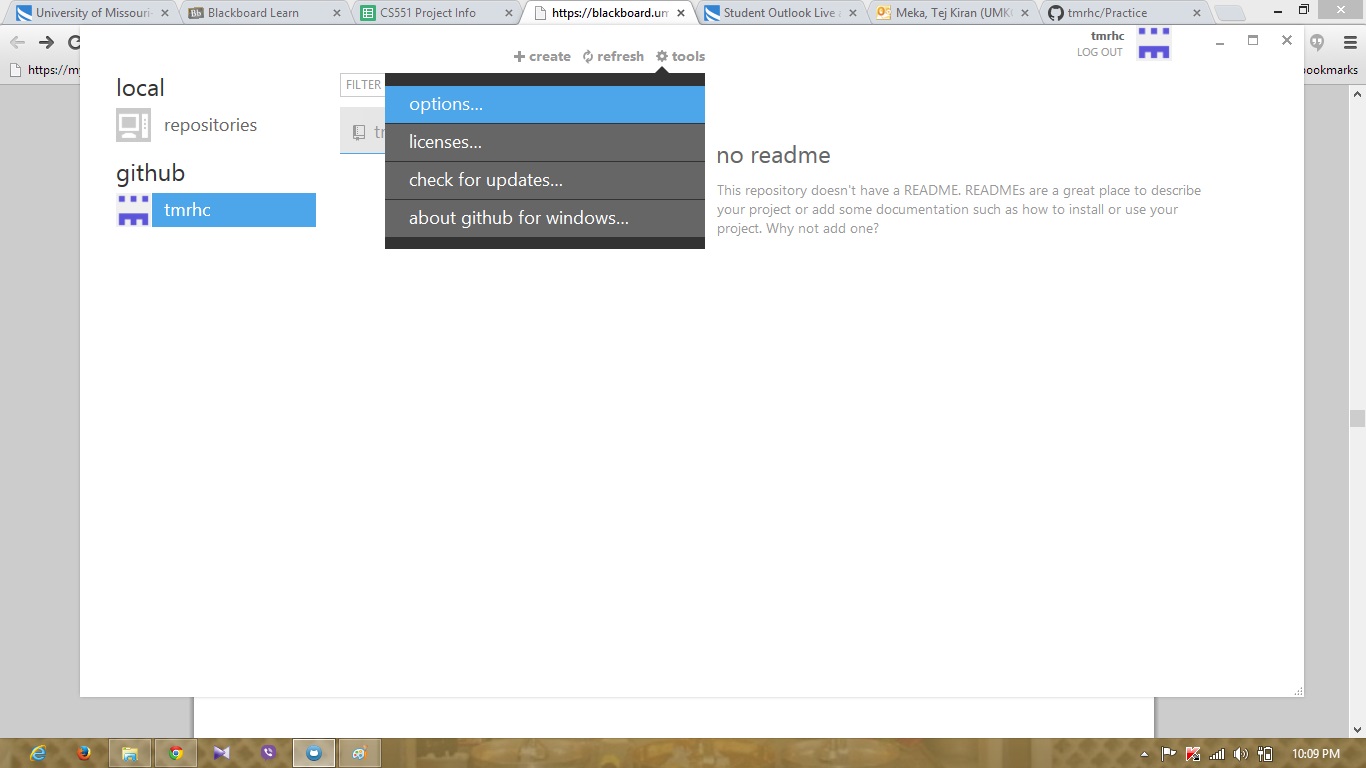 University of Missouri-
Blackboard Learn
CS551 Project Info
https://blackboard.um
Student Outlook Live
Meka, Tej Kiran (UMK
tmrhc/Practice
https://my
bookmarks
tmrhc
LOG OUT
create
refresh
tools
local
repositories
github
tmrhc
FILTER
options...
licenses...
check for updates...
about github for windows...
no readme
This repository doesn't have a README. READMEs are a great place to describe
your project or add some documentation such as how to install or use your
project. Why not add one?
10:09 PM